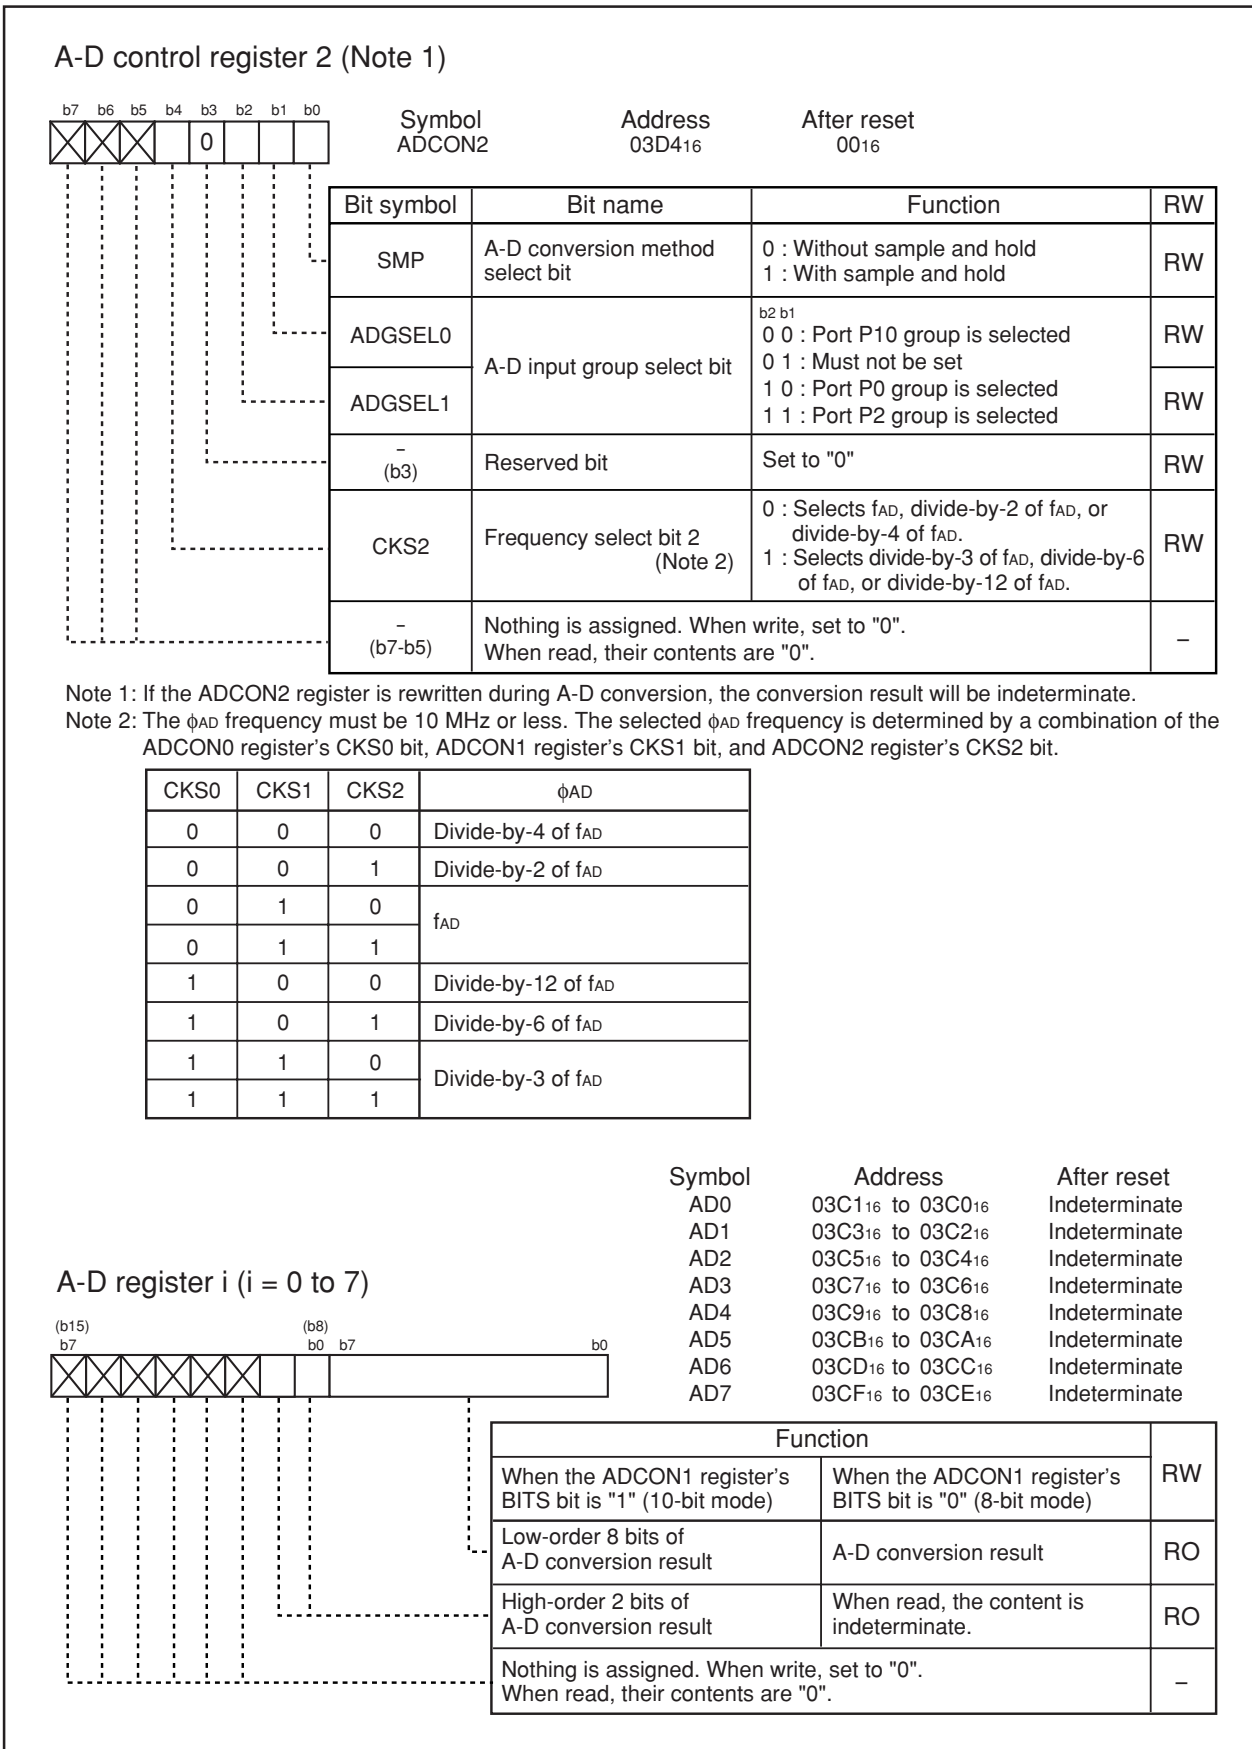 A-D control register 2 (Note 1)
b7 b6 b5 b4 b3 b2 b1 b0
0
Symbol Address After reset
ADCON2 03D416 0016
Bit symbol Bit name Function RW
SMP A-D conversion method select bit 0 : Without sample and hold RW
1 : With sample and hold
b2 b1
ADGSEL0 A-D input group select bit 0 0 : Port P10 group is selected RW
0 1 : Must not be set
ADGSEL1 1 0 : Port P0 group is selected RW
1 1 : Port P2 group is selected
– (b3) Reserved bit Set to "0" RW
CKS2 Frequency select bit 2 (Note 2) 0 : Selects fAD, divide-by-2 of fAD, or RW
divide-by-4 of fAD.
1 : Selects divide-by-3 of fAD, divide-by-6
of fAD, or divide-by-12 of fAD.
– (b7-b5) Nothing is assigned. When write, set to "0". –
When read, their contents are "0".
Note 1: If the ADCON2 register is rewritten during A-D conversion, the conversion result will be indeterminate.
Note 2: The ϕAD frequency must be 10 MHz or less. The selected ϕAD frequency is determined by a combination of the
ADCON0 register's CKS0 bit, ADCON1 register's CKS1 bit, and ADCON2 register's CKS2 bit.
CKS0 CKS1 CKS2 ϕAD
0 0 0 Divide-by-4 of fAD
0 0 1 Divide-by-2 of fAD
0 1 0 fAD
0 1 1
1 0 0 Divide-by-12 of fAD
1 0 1 Divide-by-6 of fAD
1 1 0 Divide-by-3 of fAD
1 1 1
Symbol Address After reset
AD0 03C116 to 03C016 Indeterminate
AD1 03C316 to 03C216 Indeterminate
AD2 03C516 to 03C416 Indeterminate
AD3 03C716 to 03C616 Indeterminate
AD4 03C916 to 03C816 Indeterminate
AD5 03CB16 to 03CA16 Indeterminate
AD6 03CD16 to 03CC16 Indeterminate
AD7 03CF16 to 03CE16 Indeterminate
A-D register i (i = 0 to 7)
(b15) (b8)
b7 b0 b7 b0
Function RW
When the ADCON1 register's When the ADCON1 register's
BITS bit is "1" (10-bit mode) BITS bit is "0" (8-bit mode)
Low-order 8 bits of
A-D conversion result A-D conversion result RO
High-order 2 bits of When read, the content is
A-D conversion result indeterminate. RO
Nothing is assigned. When write, set to "0".
When read, their contents are "0". –